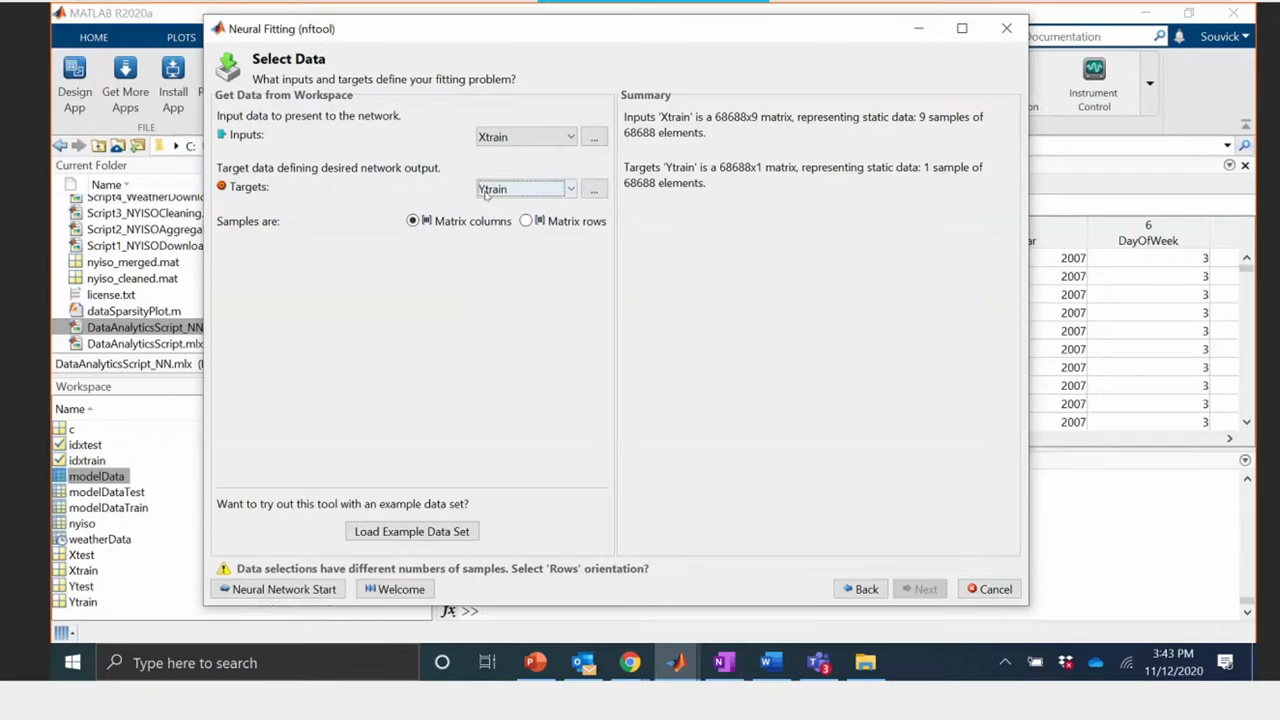 MATLAB R2020a
HOME
PLOTS
Documentation
Souvick
Design App
Get More Apps
Install App
FILE
Instrument Control
C:
Current Folder
Name
Script4_WeatherDownl
Script3_NYISOCleaning.
Script2_NYISOAggrega
Script1_NYISODownloa
nyiso_merged.mat
nyiso_cleaned.mat
license.txt
dataSparsityPlot.m
DataAnalyticsScript_NN
DataAnalyticsScript.mlx
DataAnalyticsScript_NN.mlx (
Workspace
Name
c
idxtest
idxtrain
modelData
modelDataTest
modelDataTrain
nyiso
weatherData
Xtest
Xtrain
Ytest
Ytrain
Neural Fitting (nftool)
Select Data
What inputs and targets define your fitting problem?
Get Data from Workspace
Input data to present to the network.
Inputs:
Xtrain
...
Target data defining desired network output.
Targets:
Ytrain
...
Samples are:
Matrix columns
Matrix rows
Want to try out this tool with an example data set?
Load Example Data Set
Summary
Inputs 'Xtrain' is a 68688x9 matrix, representing static data: 9 samples of
68688 elements.
Targets 'Ytrain' is a 68688x1 matrix, representing static data: 1 sample of
68688 elements.
Data selections have different numbers of samples. Select 'Rows' orientation?
Neural Network Start
Welcome
Back
Next
Cancel
6
ar
DayOfWeek
2007 3
2007 3
2007 3
2007 3
2007 3
2007 3
2007 3
2007 3
2007 3
2007 3
fx >>
Type here to search
3
3:43 PM
11/12/2020